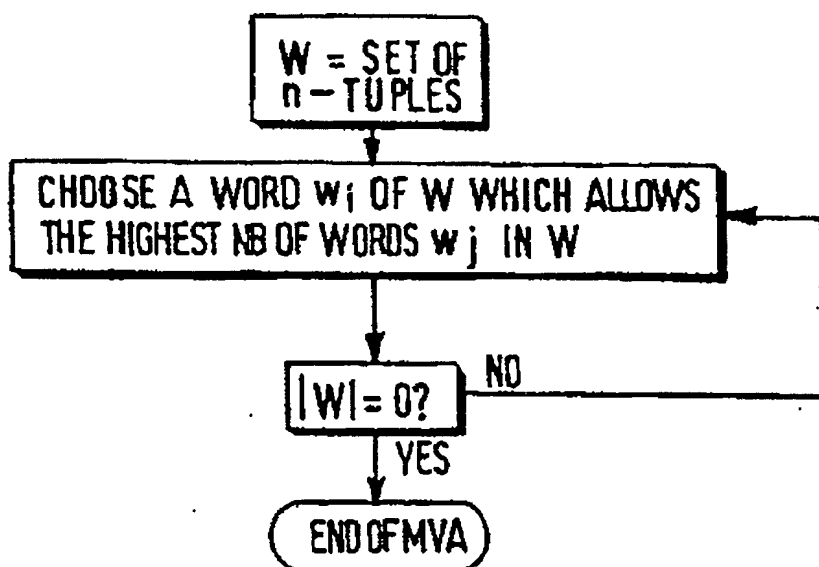 W = SET OF
n-TUPLES
CHOOSE A WORD wi OF W WHICH ALLOWS
THE HIGHEST NB OF WORDS wj IN W
|W| = 0?
NO
YES
END OF MVA